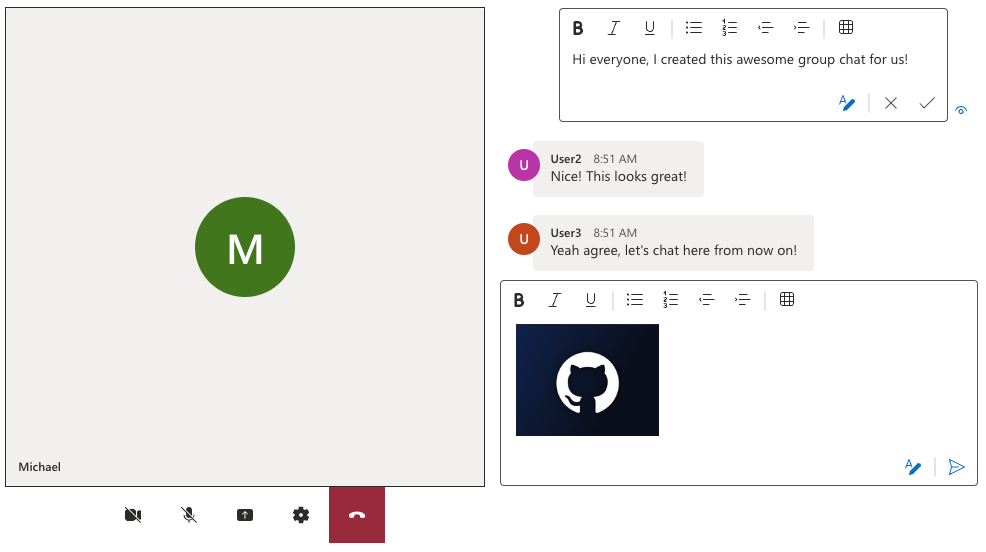 M
Michael
B I U
Hi everyone, I created this awesome group chat for us!
U
User2 8:51 AM
Nice! This looks great!
U
User3 8:51 AM
Yeah agree, let's chat here from now on!
B I U